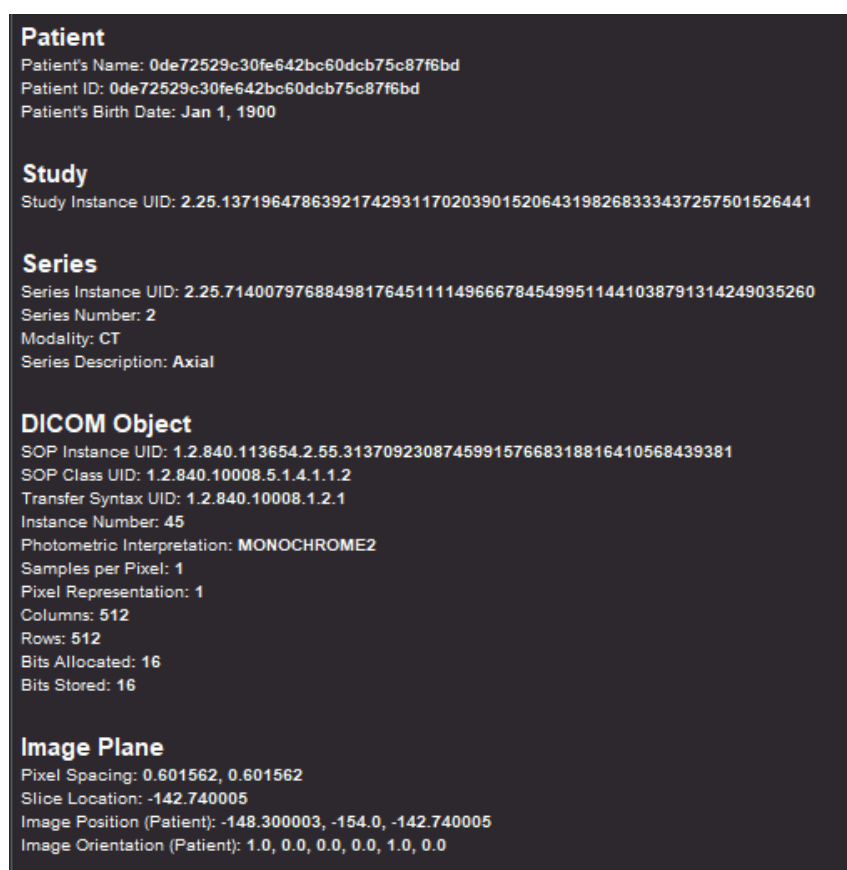 Patient
Patient's Name: 0de72529c30fe642bc60dcb75c87f6bd
Patient ID: 0de72529c30fe642bc60dcb75c87f6bd
Patient's Birth Date: Jan 1, 1900
Study
Study Instance UID: 2.25.137196478639217429311702039015206431982683334372575015264​41
Series
Series Instance UID: 2.25.71400797688498176451111496667845499511441038791314249035260
Series Number: 2
Modality: CT
Series Description: Axial
DICOM Object
SOP Instance UID: 1.2.840.113654.2.55.313709230874599157668318816410568439381
SOP Class UID: 1.2.840.10008.5.1.4.1.1.2
Transfer Syntax UID: 1.2.840.10008.1.2.1
Instance Number: 45
Photometric Interpretation: MONOCHROME2
Samples per Pixel: 1
Pixel Representation: 1
Columns: 512
Rows: 512
Bits Allocated: 16
Bits Stored: 16
Image Plane
Pixel Spacing: 0.601562, 0.601562
Slice Location: -142.740005
Image Position (Patient): -148.300003, -154.0, -142.740005
Image Orientation (Patient): 1.0, 0.0, 0.0, 0.0, 1.0, 0.0